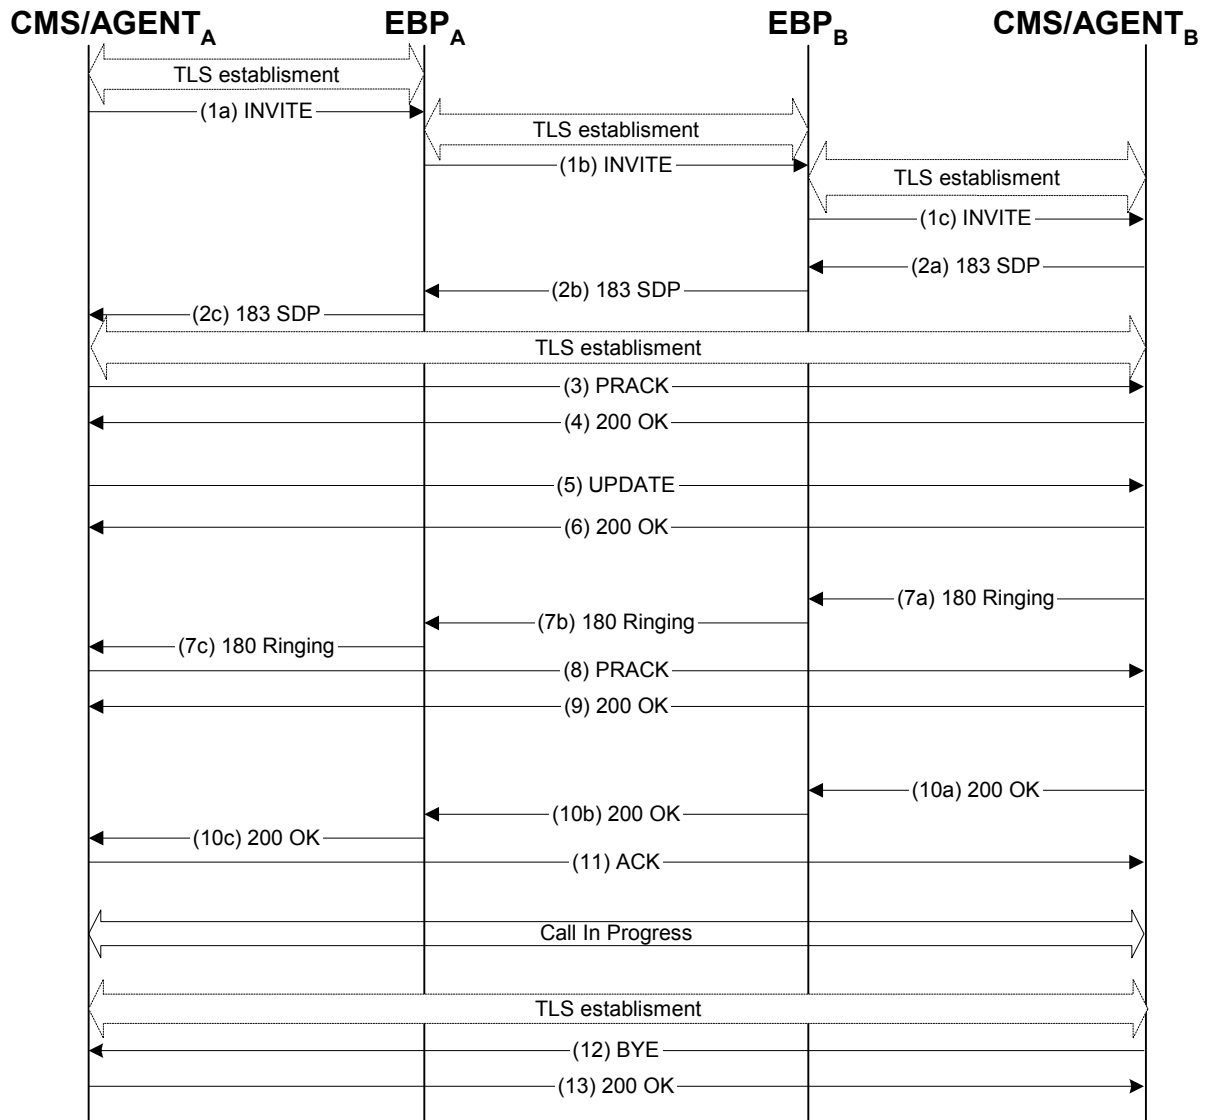 CMS/AGENT_A EBP_A EBP_B CMS/AGENT_B
TLS establisment
(1a) INVITE
TLS establisment
(1b) INVITE
TLS establisment
(1c) INVITE
(2a) 183 SDP
(2b) 183 SDP
(2c) 183 SDP
TLS establisment
(3) PRACK
(4) 200 OK
(5) UPDATE
(6) 200 OK
(7a) 180 Ringing
(7b) 180 Ringing
(7c) 180 Ringing
(8) PRACK
(9) 200 OK
(10a) 200 OK
(10b) 200 OK
(10c) 200 OK
(11) ACK
Call In Progress
TLS establisment
(12) BYE
(13) 200 OK